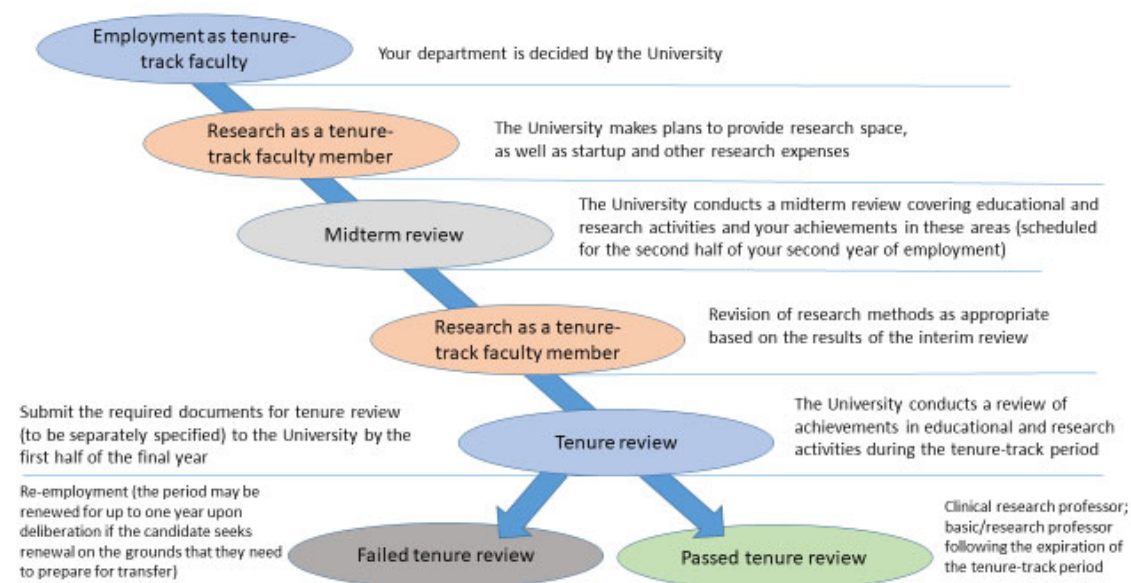 Employment as tenure-
track faculty
Your department is decided by the University
Research as a tenure-
track faculty member
The University makes plans to provide research space,
as well as startup and other research expenses
Midterm review
The University conducts a midterm review covering educational and
research activities and your achievements in these areas (scheduled
for the second half of your second year of employment)
Research as a tenure-
track faculty member
Revision of research methods as appropriate
based on the results of the interim review
Submit the required documents for tenure review
(to be separately specified) to the University by the
first half of the final year
Tenure review
The University conducts a review of
achievements in educational and research
activities during the tenure-track period
Re-employment (the period may be
renewed for up to one year upon
deliberation if the candidate seeks
renewal on the grounds that they need
to prepare for transfer)
Failed tenure review
Passed tenure review
Clinical research professor;
basic/research professor
following the expiration of
the tenure-track period